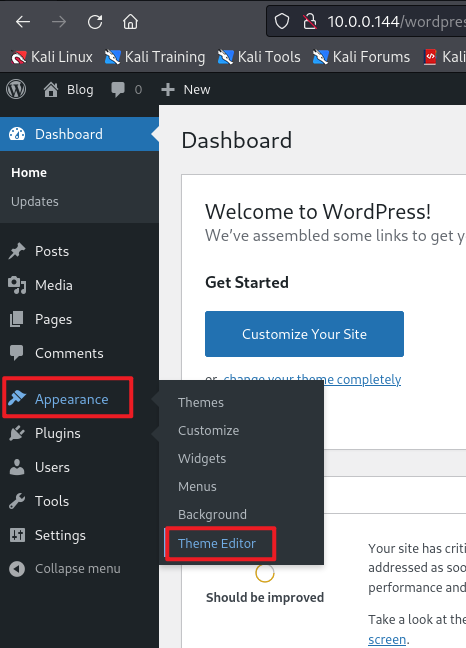 10.0.0.144/wordpres
Kali Linux Kali Training Kali Tools Kali Forums Kali
Blog 0 New
Dashboard
Home
Updates
Posts
Media
Pages
Comments
Appearance
Plugins
Users
Tools
Settings
Collapse menu
Themes
Customize
Widgets
Menus
Background
Theme Editor
Dashboard
Welcome to WordPress!
We've assembled some links to get y
Get Started
Customize Your Site
or, change your theme completely
Should be improved
Your site has criti
addressed as soo
performance and
Take a look at the
screen.